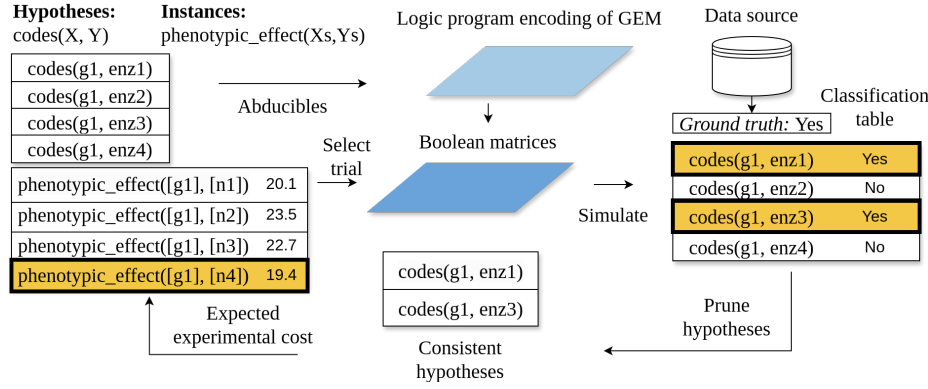 Hypotheses:
codes(X, Y)
Instances:
phenotypic_effect(Xs,Ys)
codes(g1, enz1)
codes(g1, enz2)
codes(g1, enz3)
codes(g1, enz4)
phenotypic_effect([g1], [n1]) 20.1
phenotypic_effect([g1], [n2]) 23.5
phenotypic_effect([g1], [n3]) 22.7
phenotypic_effect([g1], [n4]) 19.4
Abducibles
Select
trial
Logic program encoding of GEM
Boolean matrices
Simulate
Data source
Ground truth: Yes
Classification
table
codes(g1, enz1) Yes
codes(g1, enz2) No
codes(g1, enz3) Yes
codes(g1, enz4) No
Prune
hypotheses
codes(g1, enz1)
codes(g1, enz3)
Consistent
hypotheses
Expected
experimental cost